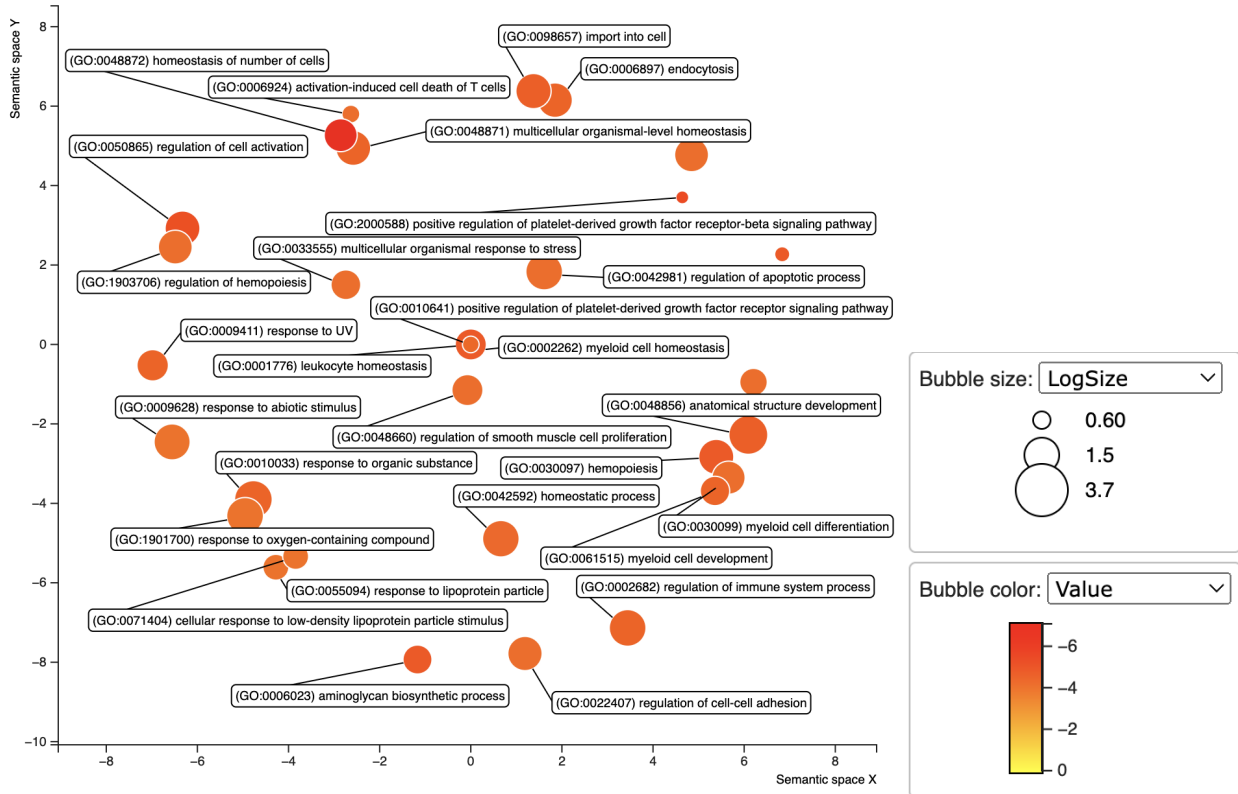 Semantic space Y
8
6
4
2
0
−2
−4
−6
−8
−10
(GO:0098657) import into cell
(GO:0048872) homeostasis of number of cells
(GO:0006897) endocytosis
(GO:0006924) activation-induced cell death of T cells
(GO:0048871) multicellular organismal-level homeostasis
(GO:0050865) regulation of cell activation
(GO:2000588) positive regulation of platelet-derived growth factor receptor-beta signaling pathway
(GO:0033555) multicellular organismal response to stress
(GO:0042981) regulation of apoptotic process
(GO:1903706) regulation of hemopoiesis
(GO:0010641) positive regulation of platelet-derived growth factor receptor signaling pathway
(GO:0009411) response to UV
(GO:0002262) myeloid cell homeostasis
(GO:0001776) leukocyte homeostasis
(GO:0009628) response to abiotic stimulus
(GO:0048856) anatomical structure development
(GO:0048660) regulation of smooth muscle cell proliferation
(GO:0010033) response to organic substance
(GO:0030097) hemopoiesis
(GO:0042592) homeostatic process
(GO:0030099) myeloid cell differentiation
(GO:1901700) response to oxygen-containing compound
(GO:0061515) myeloid cell development
(GO:0055094) response to lipoprotein particle
(GO:0002682) regulation of immune system process
(GO:0071404) cellular response to low-density lipoprotein particle stimulus
(GO:0006023) aminoglycan biosynthetic process
(GO:0022407) regulation of cell-cell adhesion
−8 −6 −4 −2 0 2 4 6 8
Semantic space X
Bubble size: LogSize
0.60
1.5
3.7
Bubble color: Value
−6
−4
−2
0